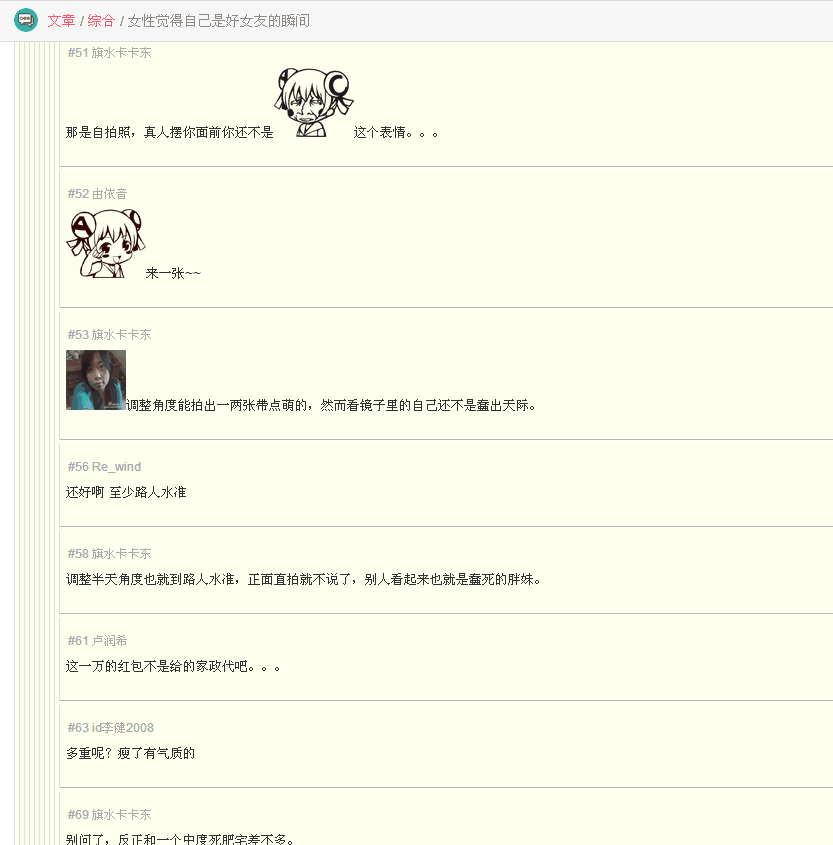 文章 / 综合 / 女性觉得自己是好女友的瞬间
#51 旗水卡卡东
那是自拍照，真人摆你面前你还不是 这个表情。。。
#52 由依音
来一张~~
#53 旗水卡卡东
调整角度能拍出一两张带点萌的，然而看镜子里的自己还不是蠢出天际。
#56 Re_wind
还好啊 至少路人水准
#58 旗水卡卡东
调整半天角度也就到路人水准，正面直拍就不说了，别人看起来也就是蠢死的胖妹。
#61 卢润希
这一万的红包不是给的家政代吧。。。
#63 id李健2008
多重呢？瘦了有气质的
#69 旗水卡卡东
别问了，反正和一个中度死肥宅差不多。